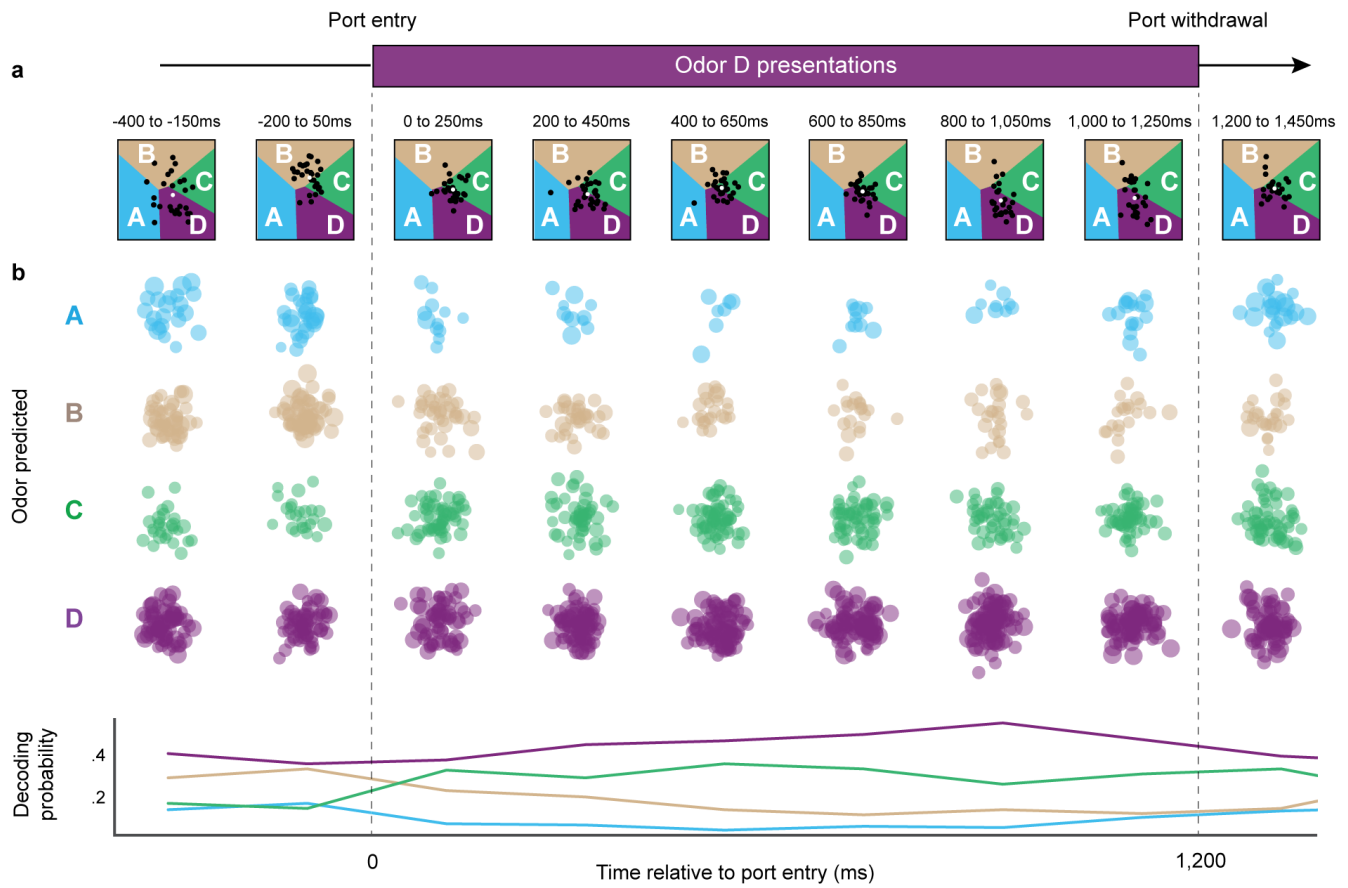 Port entry
Port withdrawal
a
Odor D presentations
-400 to -150ms
-200 to 50ms
0 to 250ms
200 to 450ms
400 to 650ms
600 to 850ms
800 to 1,050ms
1,000 to 1,250ms
1,200 to 1,450ms
B
C
A
D
B
C
A
D
B
C
A
D
B
C
A
D
B
C
A
D
B
C
A
D
B
C
A
D
B
C
A
D
B
C
A
D
b
Odor predicted
A
B
C
D
Decoding
probability
.4
.2
0
1,200
Time relative to port entry (ms)